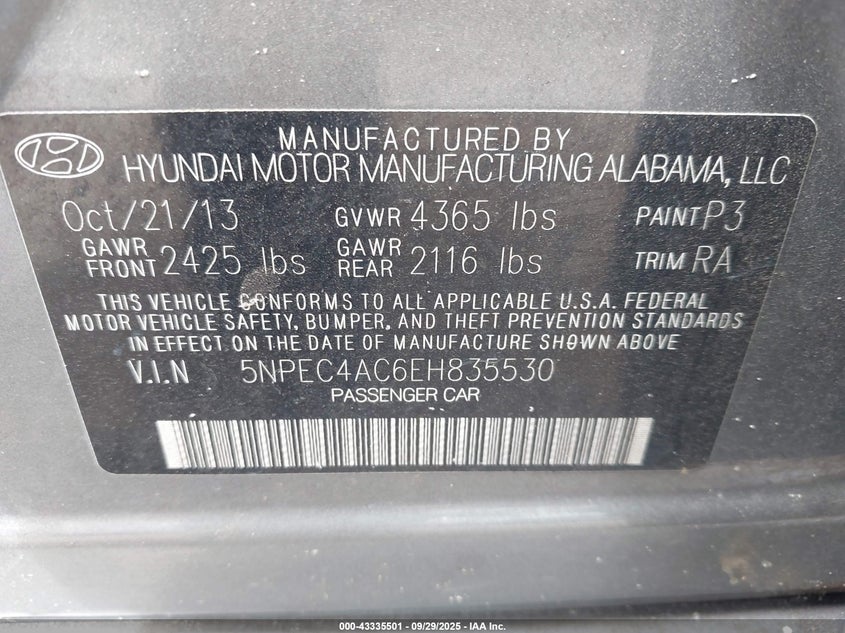 MANUFACTURED BY
HYUNDAI MOTOR MANUFACTURING ALABAMA, LLC
Oct/21/13 GVWR 4365 lbs PAINT P3
GAWR FRONT 2425 lbs GAWR REAR 2116 lbs TRIM RA
THIS VEHICLE CONFORMS TO ALL APPLICABLE U.S.A. FEDERAL
MOTOR VEHICLE SAFETY, BUMPER, AND THEFT PREVENTION STANDARDS
IN EFFECT ON THE DATE OF MANUFACTURE SHOWN ABOVE.
V.I.N 5NPEC4AC6EH835530
PASSENGER CAR
000-43335501 - 09/29/2025 - IAA Inc.